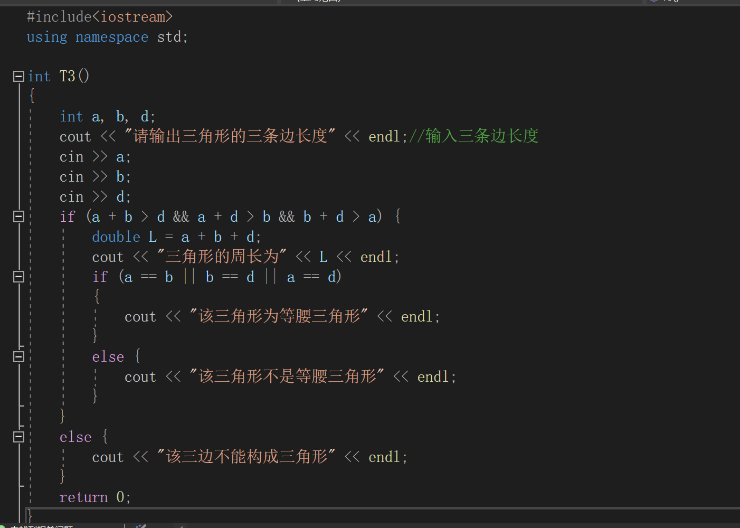 #include<iostream>
using namespace std;
int T3()
{
int a, b, d;
cout << "请输出三角形的三条边长度" << endl;//输入三条边长度
cin >> a;
cin >> b;
cin >> d;
if (a + b > d && a + d > b && b + d > a) {
double L = a + b + d;
cout << "三角形的周长为" << L << endl;
if (a == b || b == d || a == d)
{
cout << "该三角形为等腰三角形" << endl;
}
else {
cout << "该三角形不是等腰三角形" << endl;
}
}
else {
cout << "该三边不能构成三角形" << endl;
}
return 0;
}